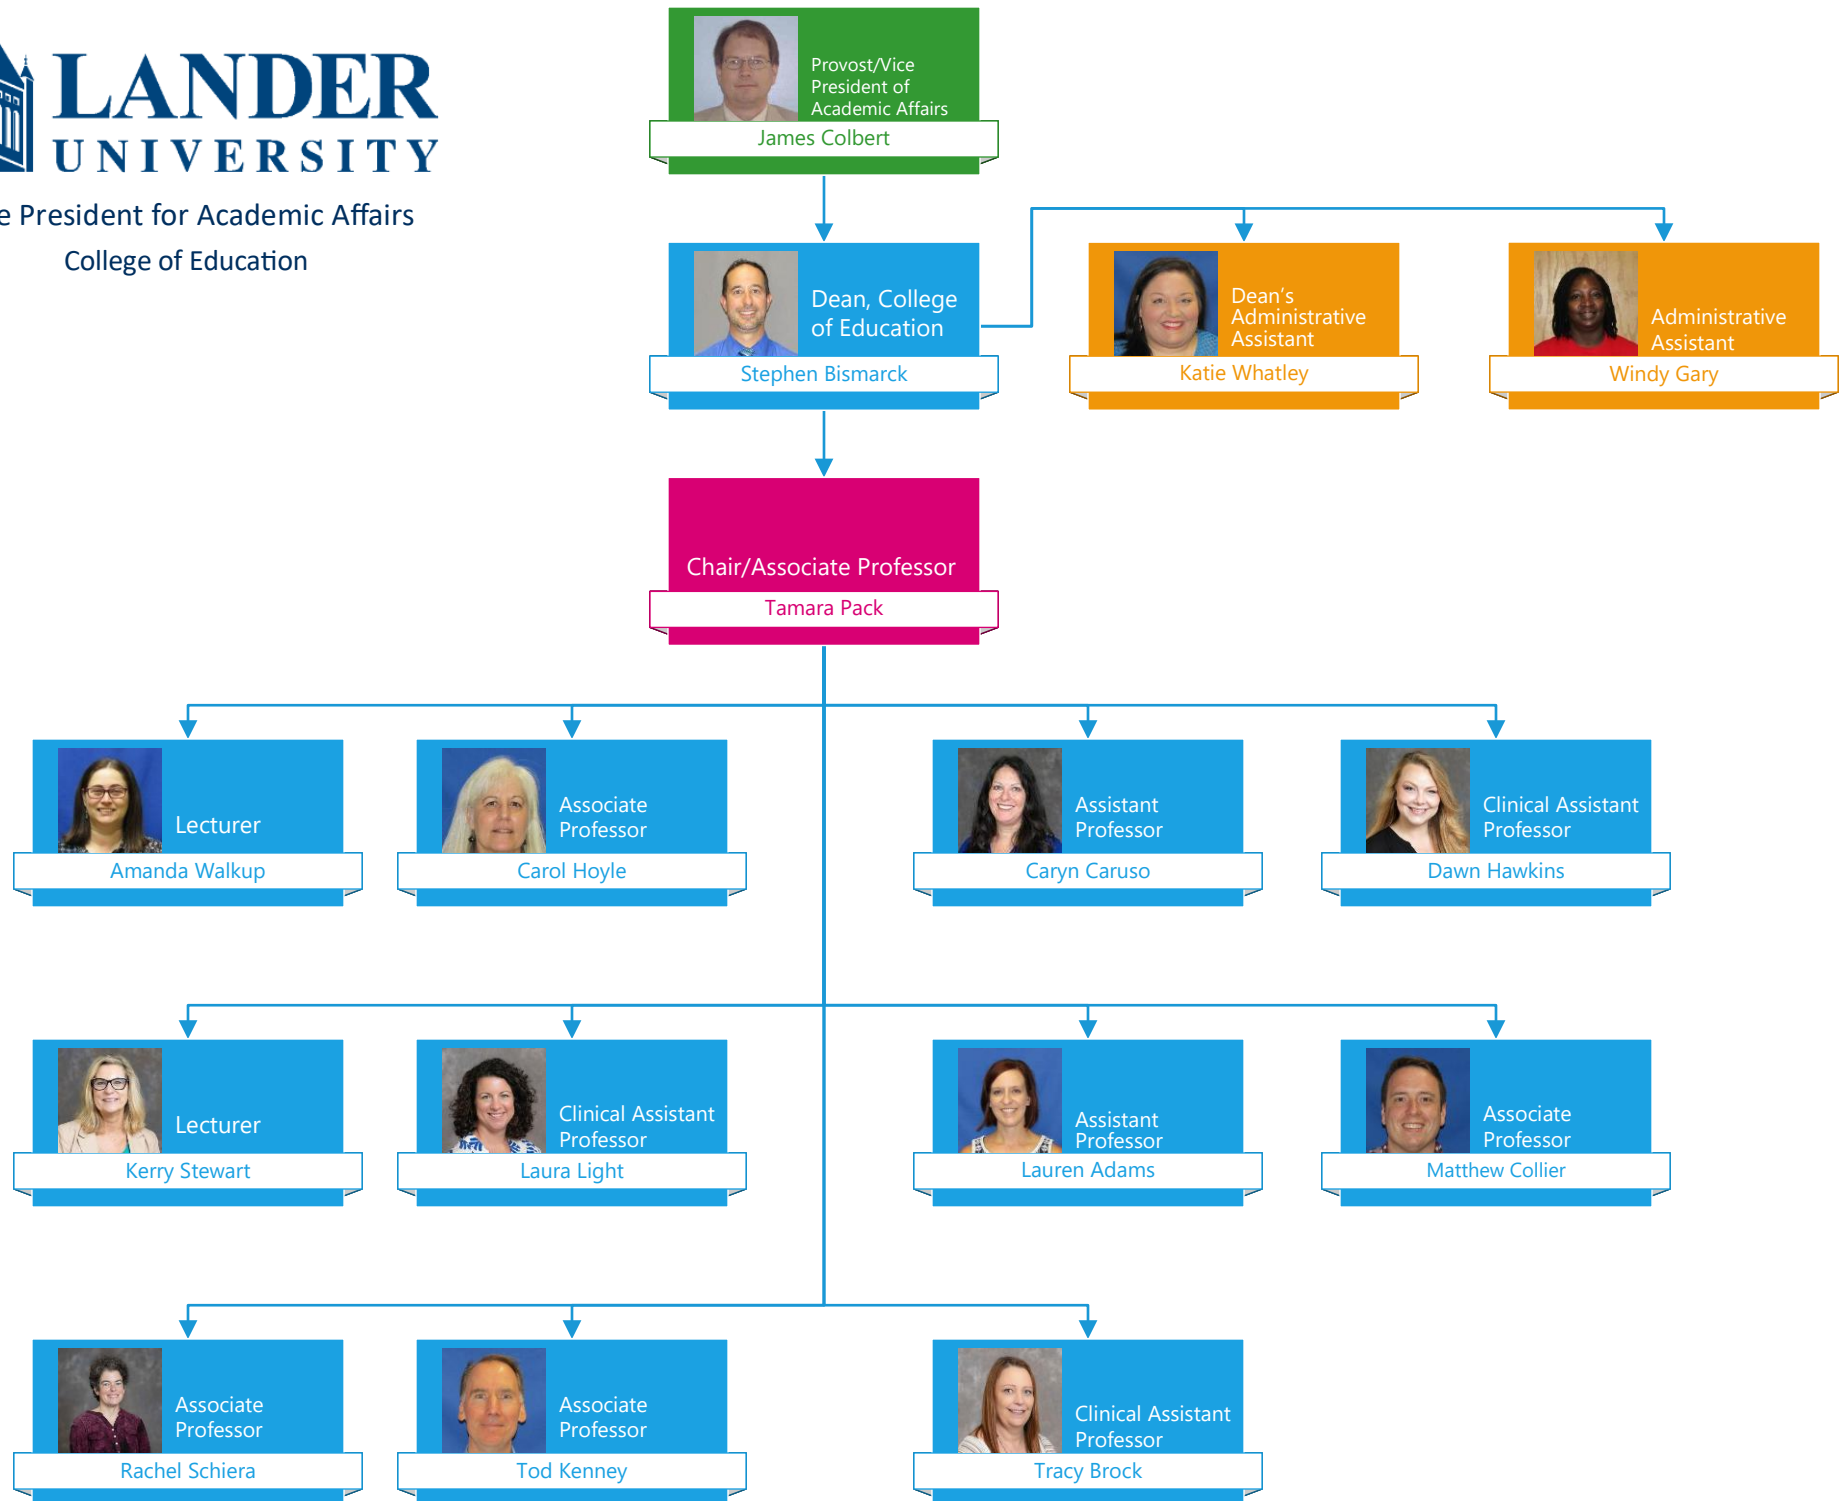 LANDER
UNIVERSITY
e President for Academic Affairs
College of Education
Provost/Vice
President of
Academic Affairs
James Colbert
Dean, College
of Education
Stephen Bismarck
Dean's
Administrative
Assistant
Katie Whatley
Administrative
Assistant
Windy Gary
Chair/Associate Professor
Tamara Pack
Lecturer
Amanda Walkup
Associate
Professor
Carol Hoyle
Assistant
Professor
Caryn Caruso
Clinical Assistant
Professor
Dawn Hawkins
Lecturer
Kerry Stewart
Clinical Assistant
Professor
Laura Light
Assistant
Professor
Lauren Adams
Associate
Professor
Matthew Collier
Associate
Professor
Rachel Schiera
Associate
Professor
Tod Kenney
Clinical Assistant
Professor
Tracy Brock